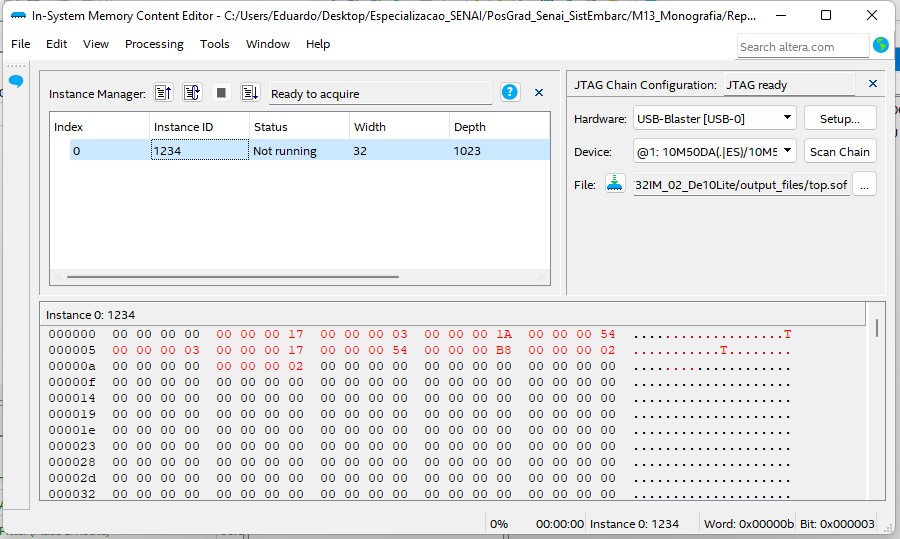 In-System Memory Content Editor - C:/Users/Eduardo/Desktop/Especializacao_SENAI/PosGrad_Senai_SistEmbarc/M13_Monografia/Rep...
File Edit View Processing Tools Window Help
Search altera.com
Instance Manager: Ready to acquire
Index Instance ID Status Width Depth
0 1234 Not running 32 1023
JTAG Chain Configuration: JTAG ready
Hardware: USB-Blaster [USB-0] Setup...
Device: @1: 10M50DA(.|ES)/10M5 Scan Chain
File: 32IM_02_De10Lite/output_files/top.sof ...
Instance 0: 1234
000000 00 00 00 00 00 00 00 17 00 00 00 03 00 00 00 1A 00 00 00 54 ...................T
000005 00 00 00 03 00 00 00 17 00 00 00 54 00 00 00 B8 00 00 00 02 ...........T........
00000a 00 00 00 00 00 00 00 02 00 00 00 00 00 00 00 00 00 00 00 00 ....................
00000f 00 00 00 00 00 00 00 00 00 00 00 00 00 00 00 00 00 00 00 00 ....................
000014 00 00 00 00 00 00 00 00 00 00 00 00 00 00 00 00 00 00 00 00 ....................
000019 00 00 00 00 00 00 00 00 00 00 00 00 00 00 00 00 00 00 00 00 ....................
00001e 00 00 00 00 00 00 00 00 00 00 00 00 00 00 00 00 00 00 00 00 ....................
000023 00 00 00 00 00 00 00 00 00 00 00 00 00 00 00 00 00 00 00 00 ....................
000028 00 00 00 00 00 00 00 00 00 00 00 00 00 00 00 00 00 00 00 00 ....................
00002d 00 00 00 00 00 00 00 00 00 00 00 00 00 00 00 00 00 00 00 00 ....................
000032 00 00 00 00 00 00 00 00 00 00 00 00 00 00 00 00 00 00 00 00 ....................
0% 00:00:00 Instance 0: 1234 Word: 0x00000b Bit: 0x000003